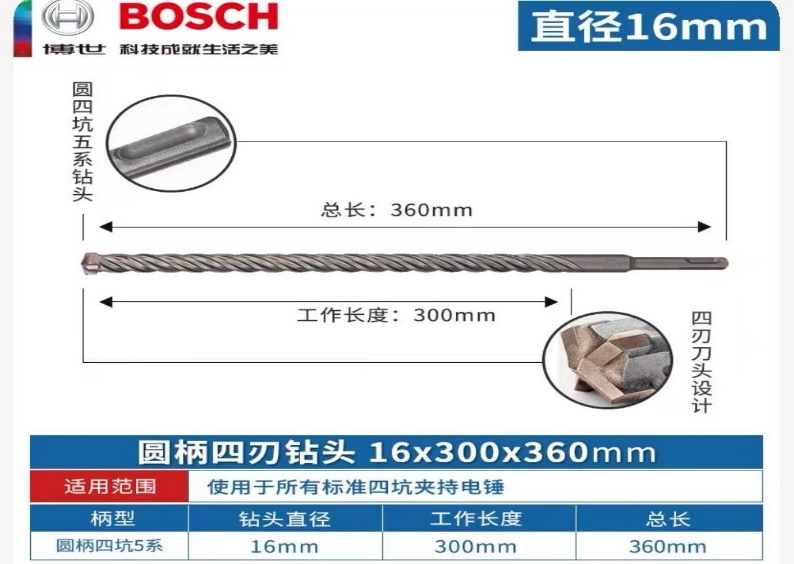 BOSCH
博世 科技成就生活之美
直径16mm
圆四坑五系钻头
总长：360mm
工作长度：300mm
四刃刀头设计
圆柄四刃钻头 16x300x360mm
适用范围 使用于所有标准四坑夹持电锤
柄型 钻头直径 工作长度 总长
圆柄四坑5系 16mm 300mm 360mm